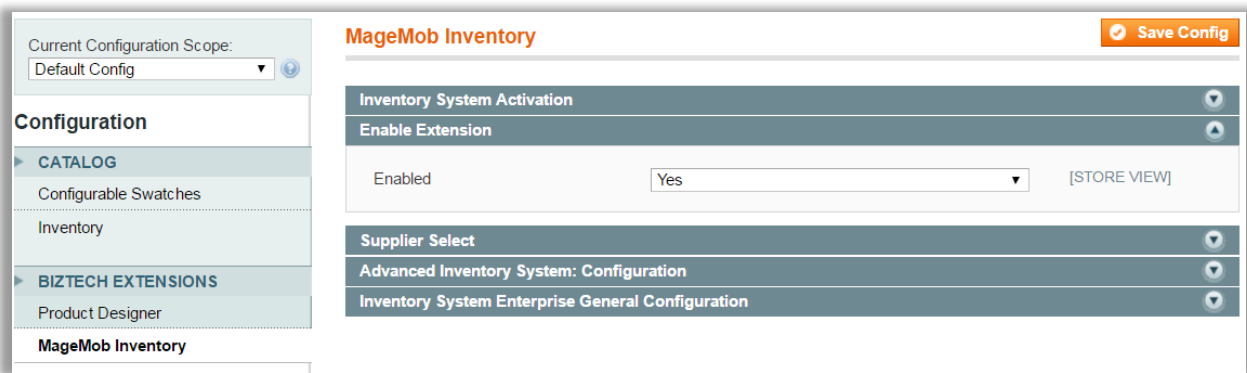 Current Configuration Scope:
Default Config
Configuration
CATALOG
Configurable Swatches
Inventory
BIZTECH EXTENSIONS
Product Designer
MageMob Inventory
MageMob Inventory
Save Config
Inventory System Activation
Enable Extension
Enabled
Yes
[STORE VIEW]
Supplier Select
Advanced Inventory System: Configuration
Inventory System Enterprise General Configuration